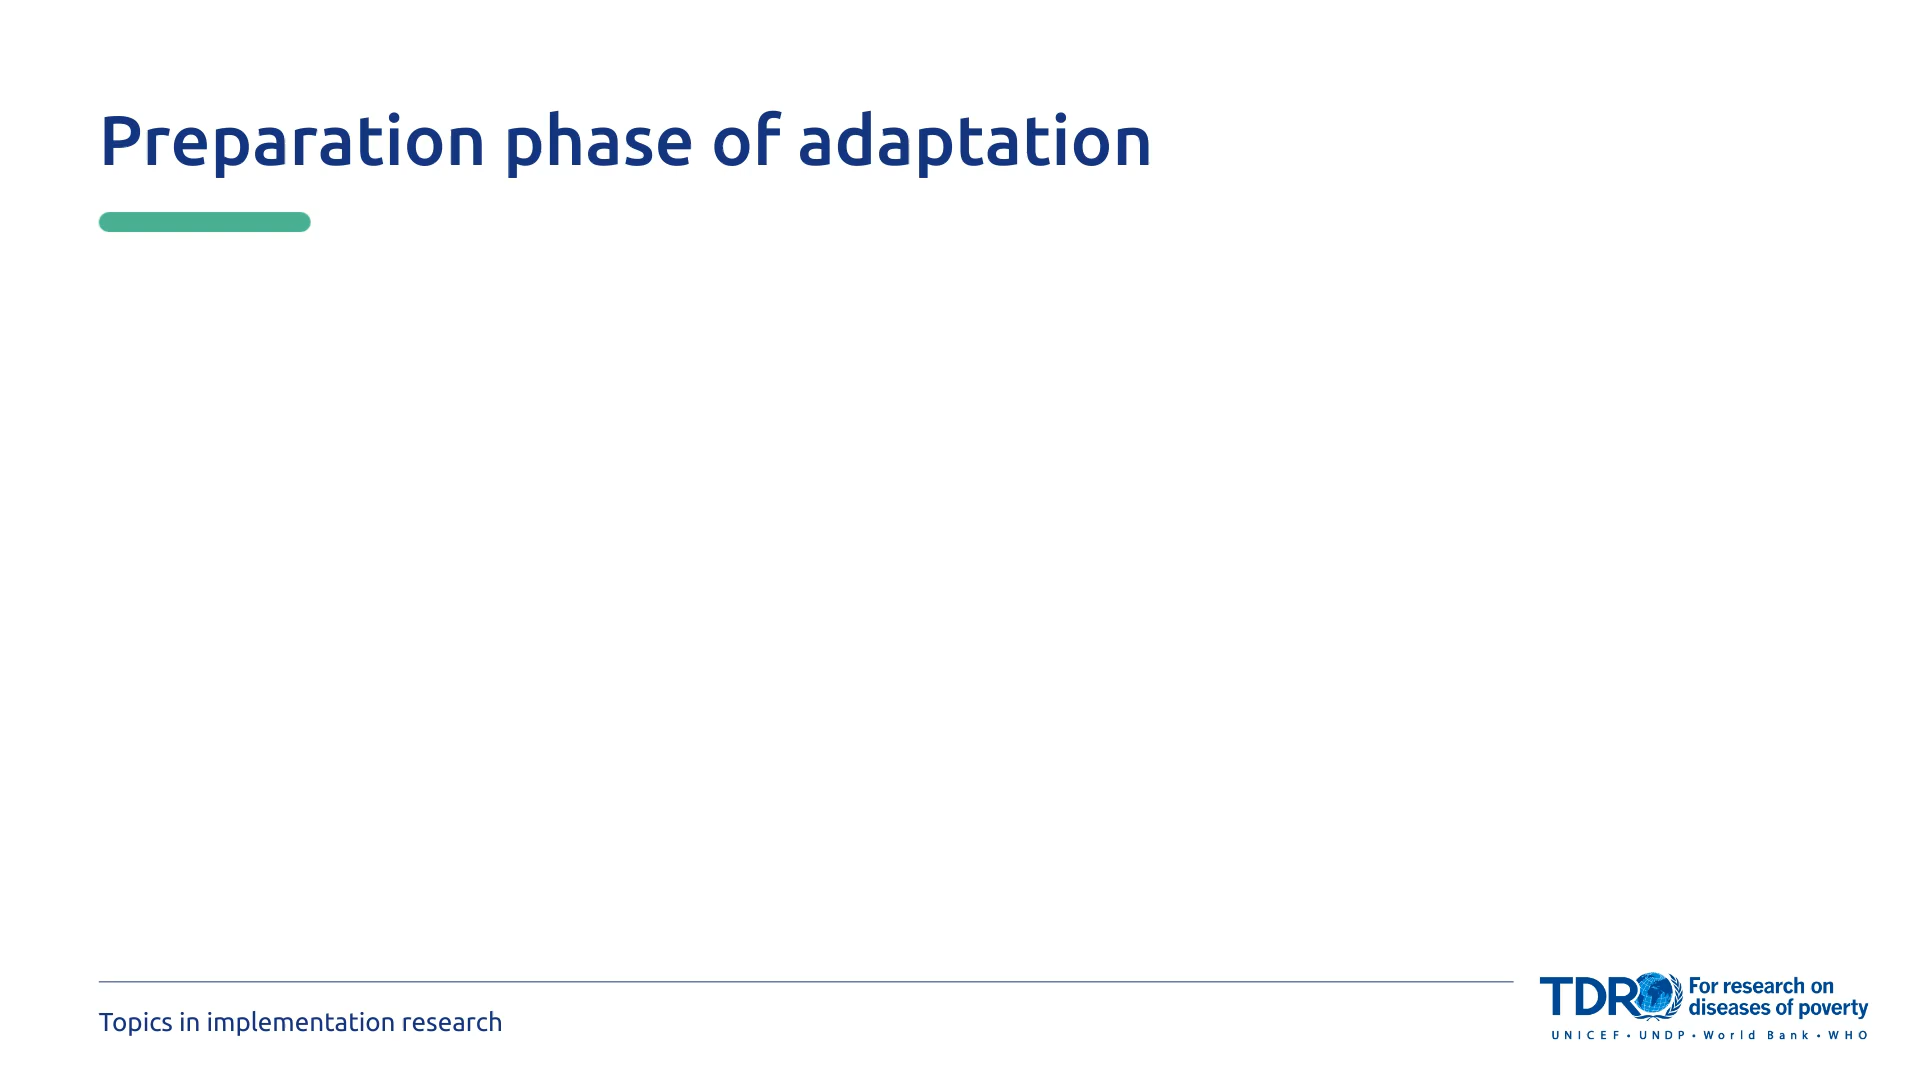 Preparation phase of adaptation
Topics in implementation research
TDR For research on
diseases of poverty
UNICEF • UNDP • World Bank • WHO